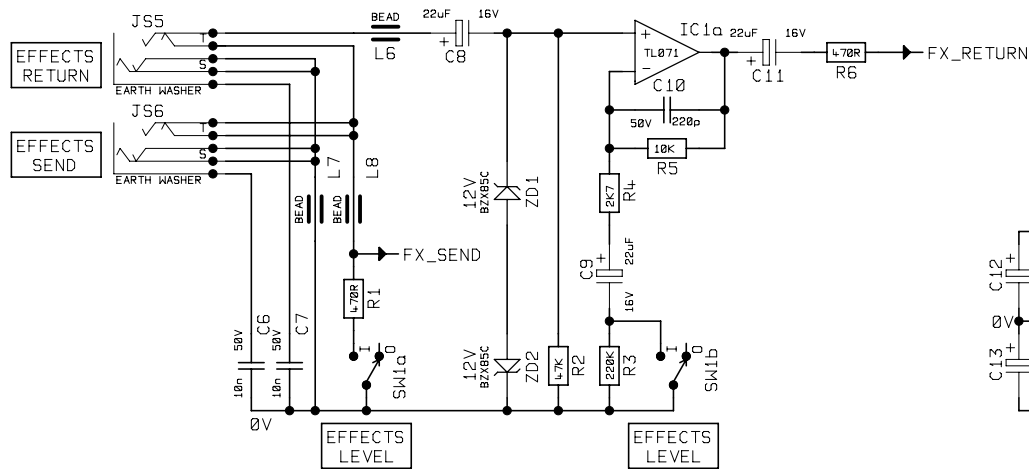 JS5
T
S
EARTH WASHER
EFFECTS
RETURN
BEAD
L6
22uF
16V
C8
IC1a
+
TL071
-
22uF
16V
+
C11
470R
R6
FX_RETURN
C10
50V
220p
10K
R5
JS6
T
S
EARTH WASHER
EFFECTS
SEND
L7
L8
BEAD
BEAD
12V
BZX85C
ZD1
2K7
R4
FX_SEND
470R
R1
C9
+
22uF
16V
C12
+
0V
C13
+
50V
C6
10n
50V
C7
10n
I
O
SW1a
12V
BZX85C
ZD2
47K
R2
220K
R3
I
O
SW1b
0V
EFFECTS
LEVEL
EFFECTS
LEVEL